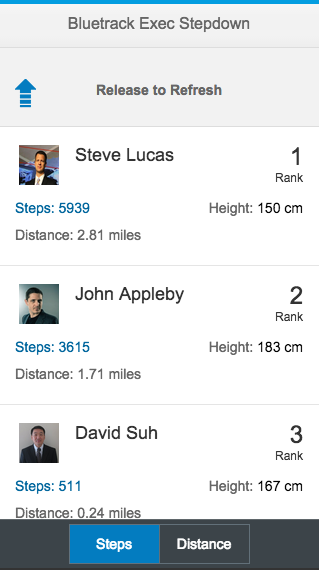 Bluetrack Exec Stepdown
Release to Refresh
Steve Lucas 1
Rank
Steps: 5939 Height: 150 cm
Distance: 2.81 miles
John Appleby 2
Rank
Steps: 3615 Height: 183 cm
Distance: 1.71 miles
David Suh 3
Rank
Steps: 511 Height: 167 cm
Distance: 0.24 miles
Steps Distance